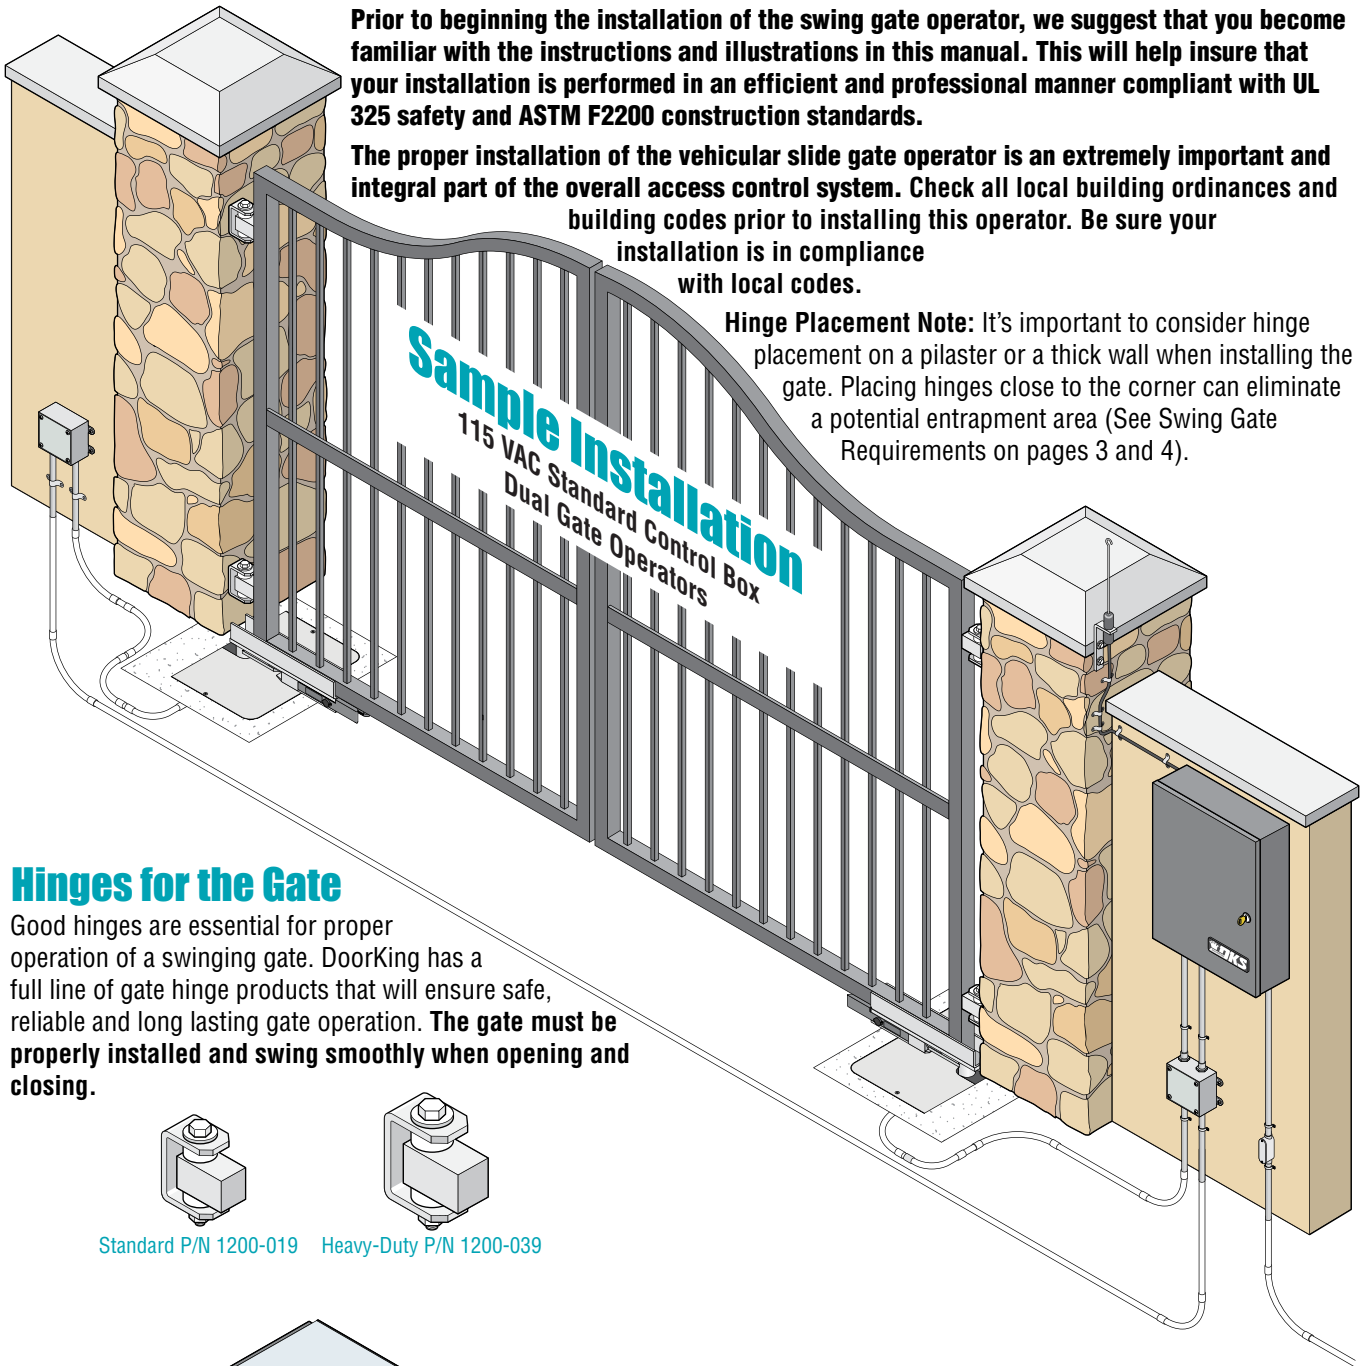 Prior to beginning the installation of the swing gate operator, we suggest that you become
familiar with the instructions and illustrations in this manual. This will help insure that
your installation is performed in an efficient and professional manner compliant with UL
325 safety and ASTM F2200 construction standards.
The proper installation of the vehicular slide gate operator is an extremely important and
integral part of the overall access control system. Check all local building ordinances and
building codes prior to installing this operator. Be sure your
installation is in compliance
with local codes.
Hinge Placement Note: It’s important to consider hinge
placement on a pilaster or a thick wall when installing the
gate. Placing hinges close to the corner can eliminate
a potential entrapment area (See Swing Gate
Requirements on pages 3 and 4).
Sample Installation
115 VAC Standard Control Box
Dual Gate Operators
DKS
Hinges for the Gate
Good hinges are essential for proper
operation of a swinging gate. DoorKing has a
full line of gate hinge products that will ensure safe,
reliable and long lasting gate operation. The gate must be
properly installed and swing smoothly when opening and
closing.
Standard P/N 1200-019
Heavy-Duty P/N 1200-039